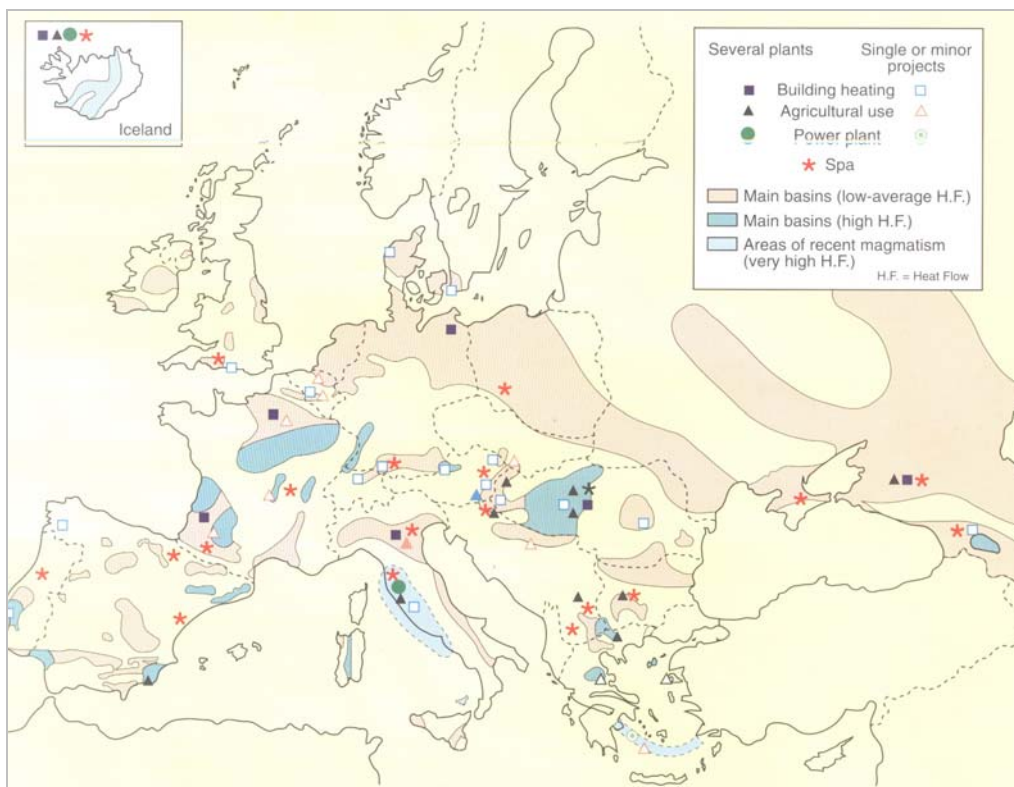 Iceland
Several plants
Single or minor
projects
Building heating
Agricultural use
Power plant
Spa
Main basins (low-average H.F.)
Main basins (high H.F.)
Areas of recent magmatism
(very high H.F.)
H.F. = Heat Flow